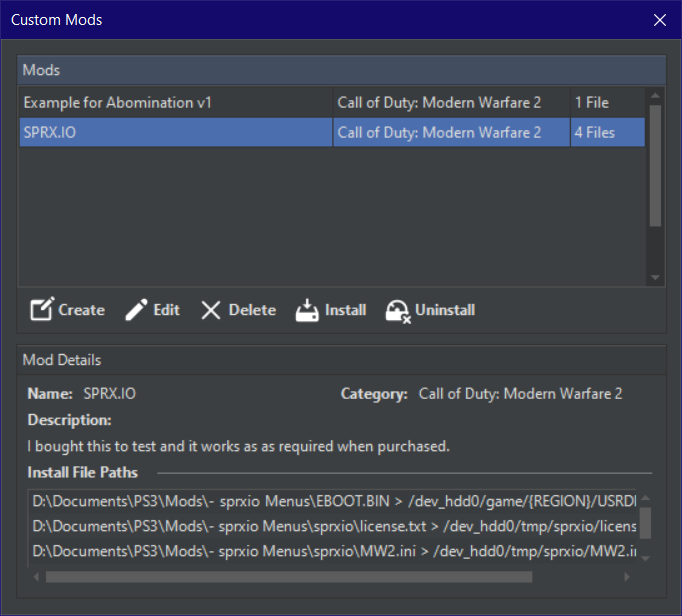 Custom Mods
Mods
Example for Abomination v1 Call of Duty: Modern Warfare 2 1 File
SPRX.IO Call of Duty: Modern Warfare 2 4 Files
Create Edit Delete Install Uninstall
Mod Details
Name: SPRX.IO Category: Call of Duty: Modern Warfare 2
Description:
I bought this to test and it works as as required when purchased.
Install File Paths
D:\Documents\PS3\Mods\- sprxio Menus\EBOOT.BIN > /dev_hdd0/game/{REGION}/USRDI
D:\Documents\PS3\Mods\- sprxio Menus\sprxio\license.txt > /dev_hdd0/tmp/sprxio/licens
D:\Documents\PS3\Mods\- sprxio Menus\sprxio\MW2.ini > /dev_hdd0/tmp/sprxio/MW2.in